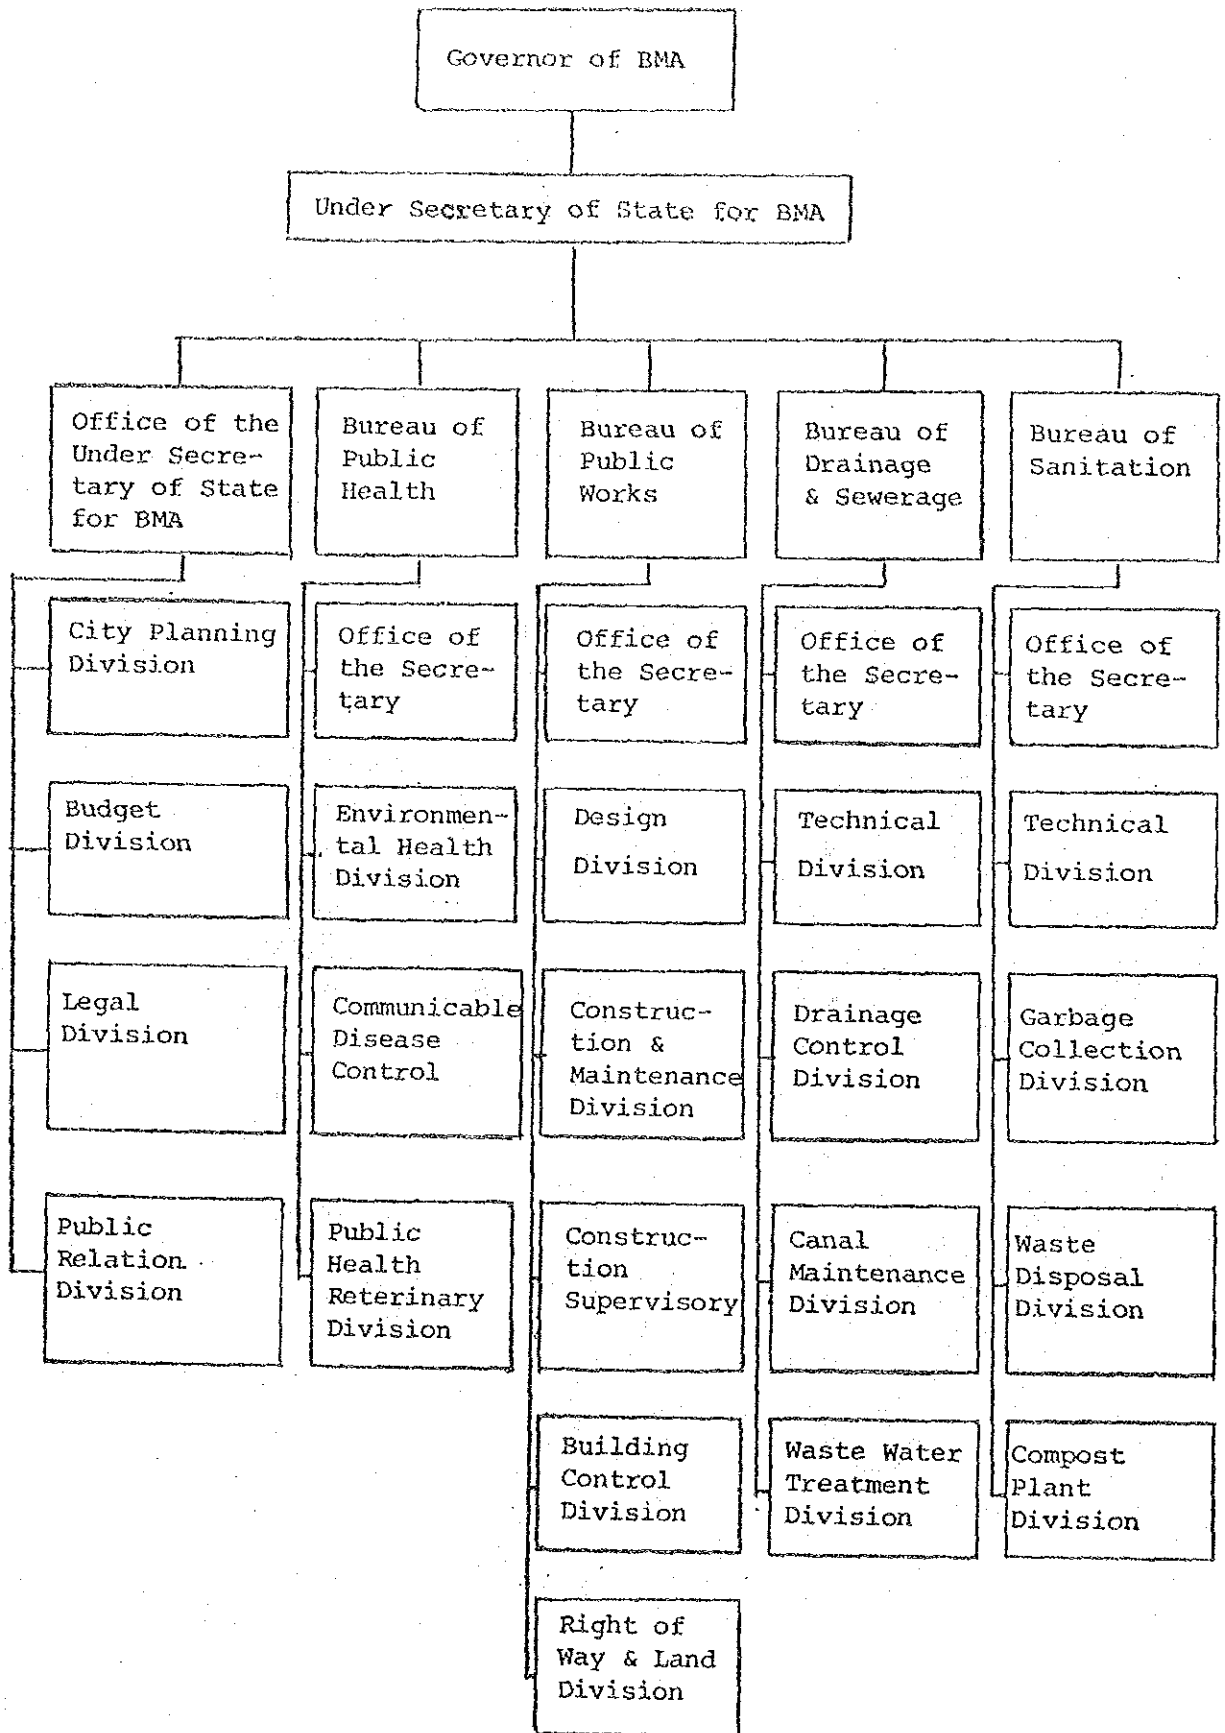 Governor of BMA
Under Secretary of State for BMA
Office of the
Under Secre-
tary of State
for BMA
Bureau of
Public
Health
Bureau of
Public
Works
Bureau of
Drainage
& Sewerage
Bureau of
Sanitation
City Planning
Division
Budget
Division
Legal
Division
Public
Relation
Division
Office of
the Secre-
tary
Environmen-
tal Health
Division
Communicable
Disease
Control
Public
Health
Reterinary
Division
Office of
the Secre-
tary
Design
Division
Construc-
tion &
Maintenance
Division
Construc-
tion
Supervisory
Building
Control
Division
Right of
Way & Land
Division
Office of
the Secre-
tary
Technical
Division
Drainage
Control
Division
Canal
Maintenance
Division
Waste Water
Treatment
Division
Office of
the Secre-
tary
Technical
Division
Garbage
Collection
Division
Waste
Disposal
Division
Compost
Plant
Division